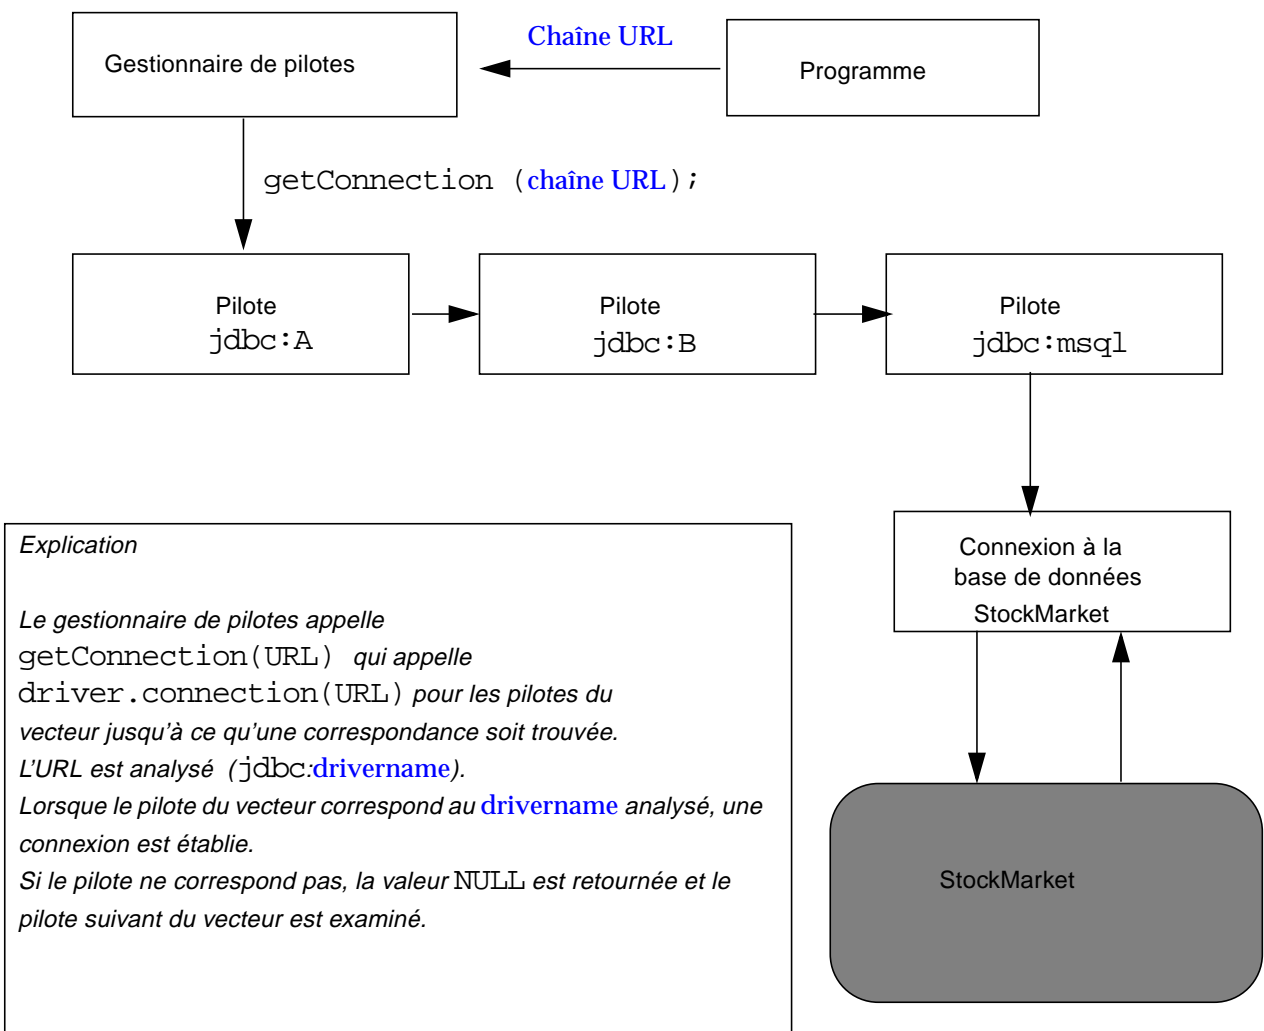 Chaîne URL
Gestionnaire de pilotes
Programme
getConnection (chaîne URL);
Pilote
jdbc:A
Pilote
jdbc:B
Pilote
jdbc:msql
Connexion à la
base de données
StockMarket
Explication
Le gestionnaire de pilotes appelle
getConnection(URL) qui appelle
driver.connection(URL) pour les pilotes du
vecteur jusqu'à ce qu'une correspondance soit trouvée.
L'URL est analysé (jdbc:drivername).
Lorsque le pilote du vecteur correspond au drivername analysé, une
connexion est établie.
Si le pilote ne correspond pas, la valeur NULL est retournée et le
pilote suivant du vecteur est examiné.
StockMarket